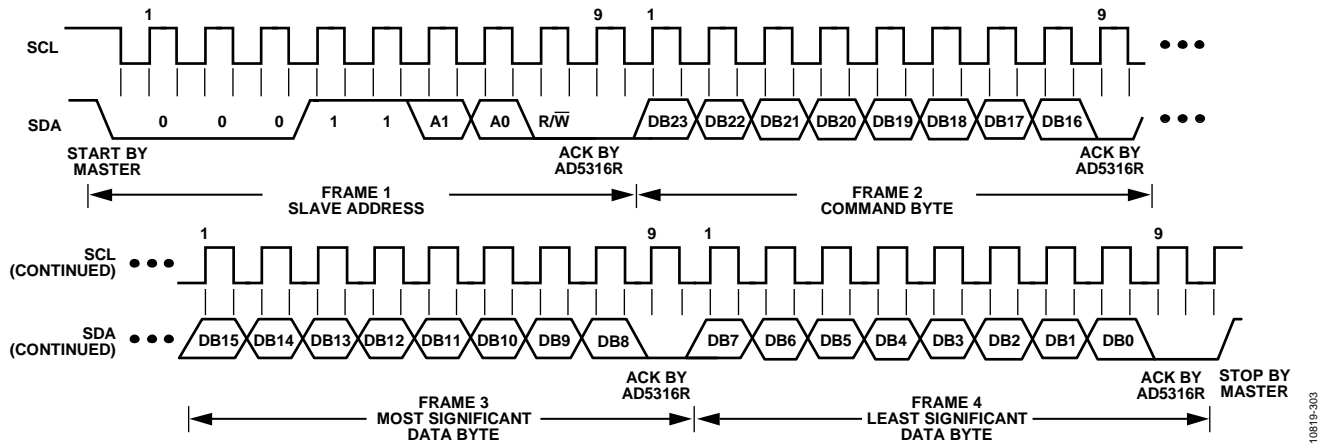 1 9 1 9
SCL
SDA
0 0 0 1 1 A1 A0 R/W̅ DB23 DB22 DB21 DB20 DB19 DB18 DB17 DB16
START BY
MASTER
ACK BY
AD5316R
ACK BY
AD5316R
FRAME 1
SLAVE ADDRESS
FRAME 2
COMMAND BYTE
1 9 1 9
SCL
(CONTINUED)
SDA
(CONTINUED)
DB15 DB14 DB13 DB12 DB11 DB10 DB9 DB8 DB7 DB6 DB5 DB4 DB3 DB2 DB1 DB0
ACK BY
AD5316R
ACK BY
AD5316R
STOP BY
MASTER
FRAME 3
MOST SIGNIFICANT
DATA BYTE
FRAME 4
LEAST SIGNIFICANT
DATA BYTE
10819-303